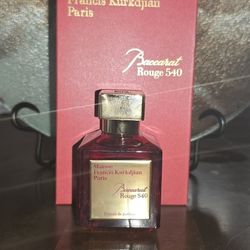 Francis Kurkdjian
Paris
Baccarat
Rouge 540
Maison
Francis Kurkdjian
Paris
Baccarat
Rouge 540
Extrait de parfum